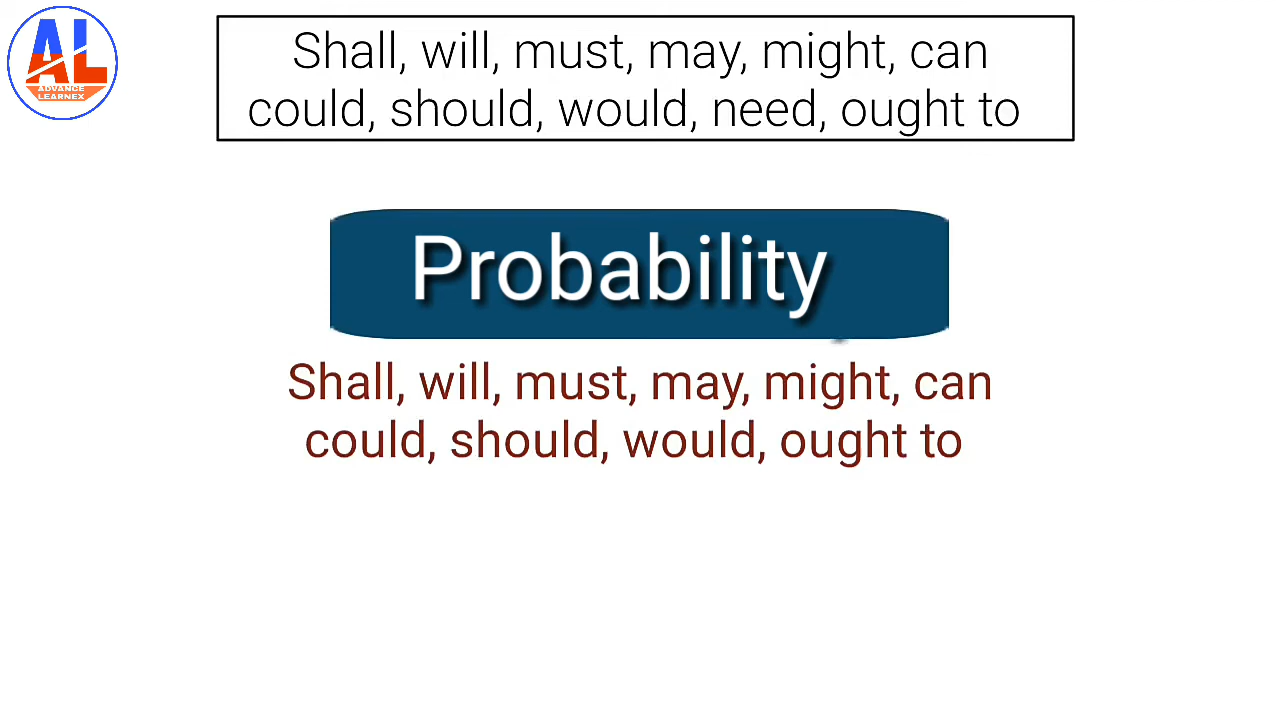 AL
ADVANCE
LEARNEX
Shall, will, must, may, might, can
could, should, would, need, ought to
Probability
Shall, will, must, may, might, can
could, should, would, ought to